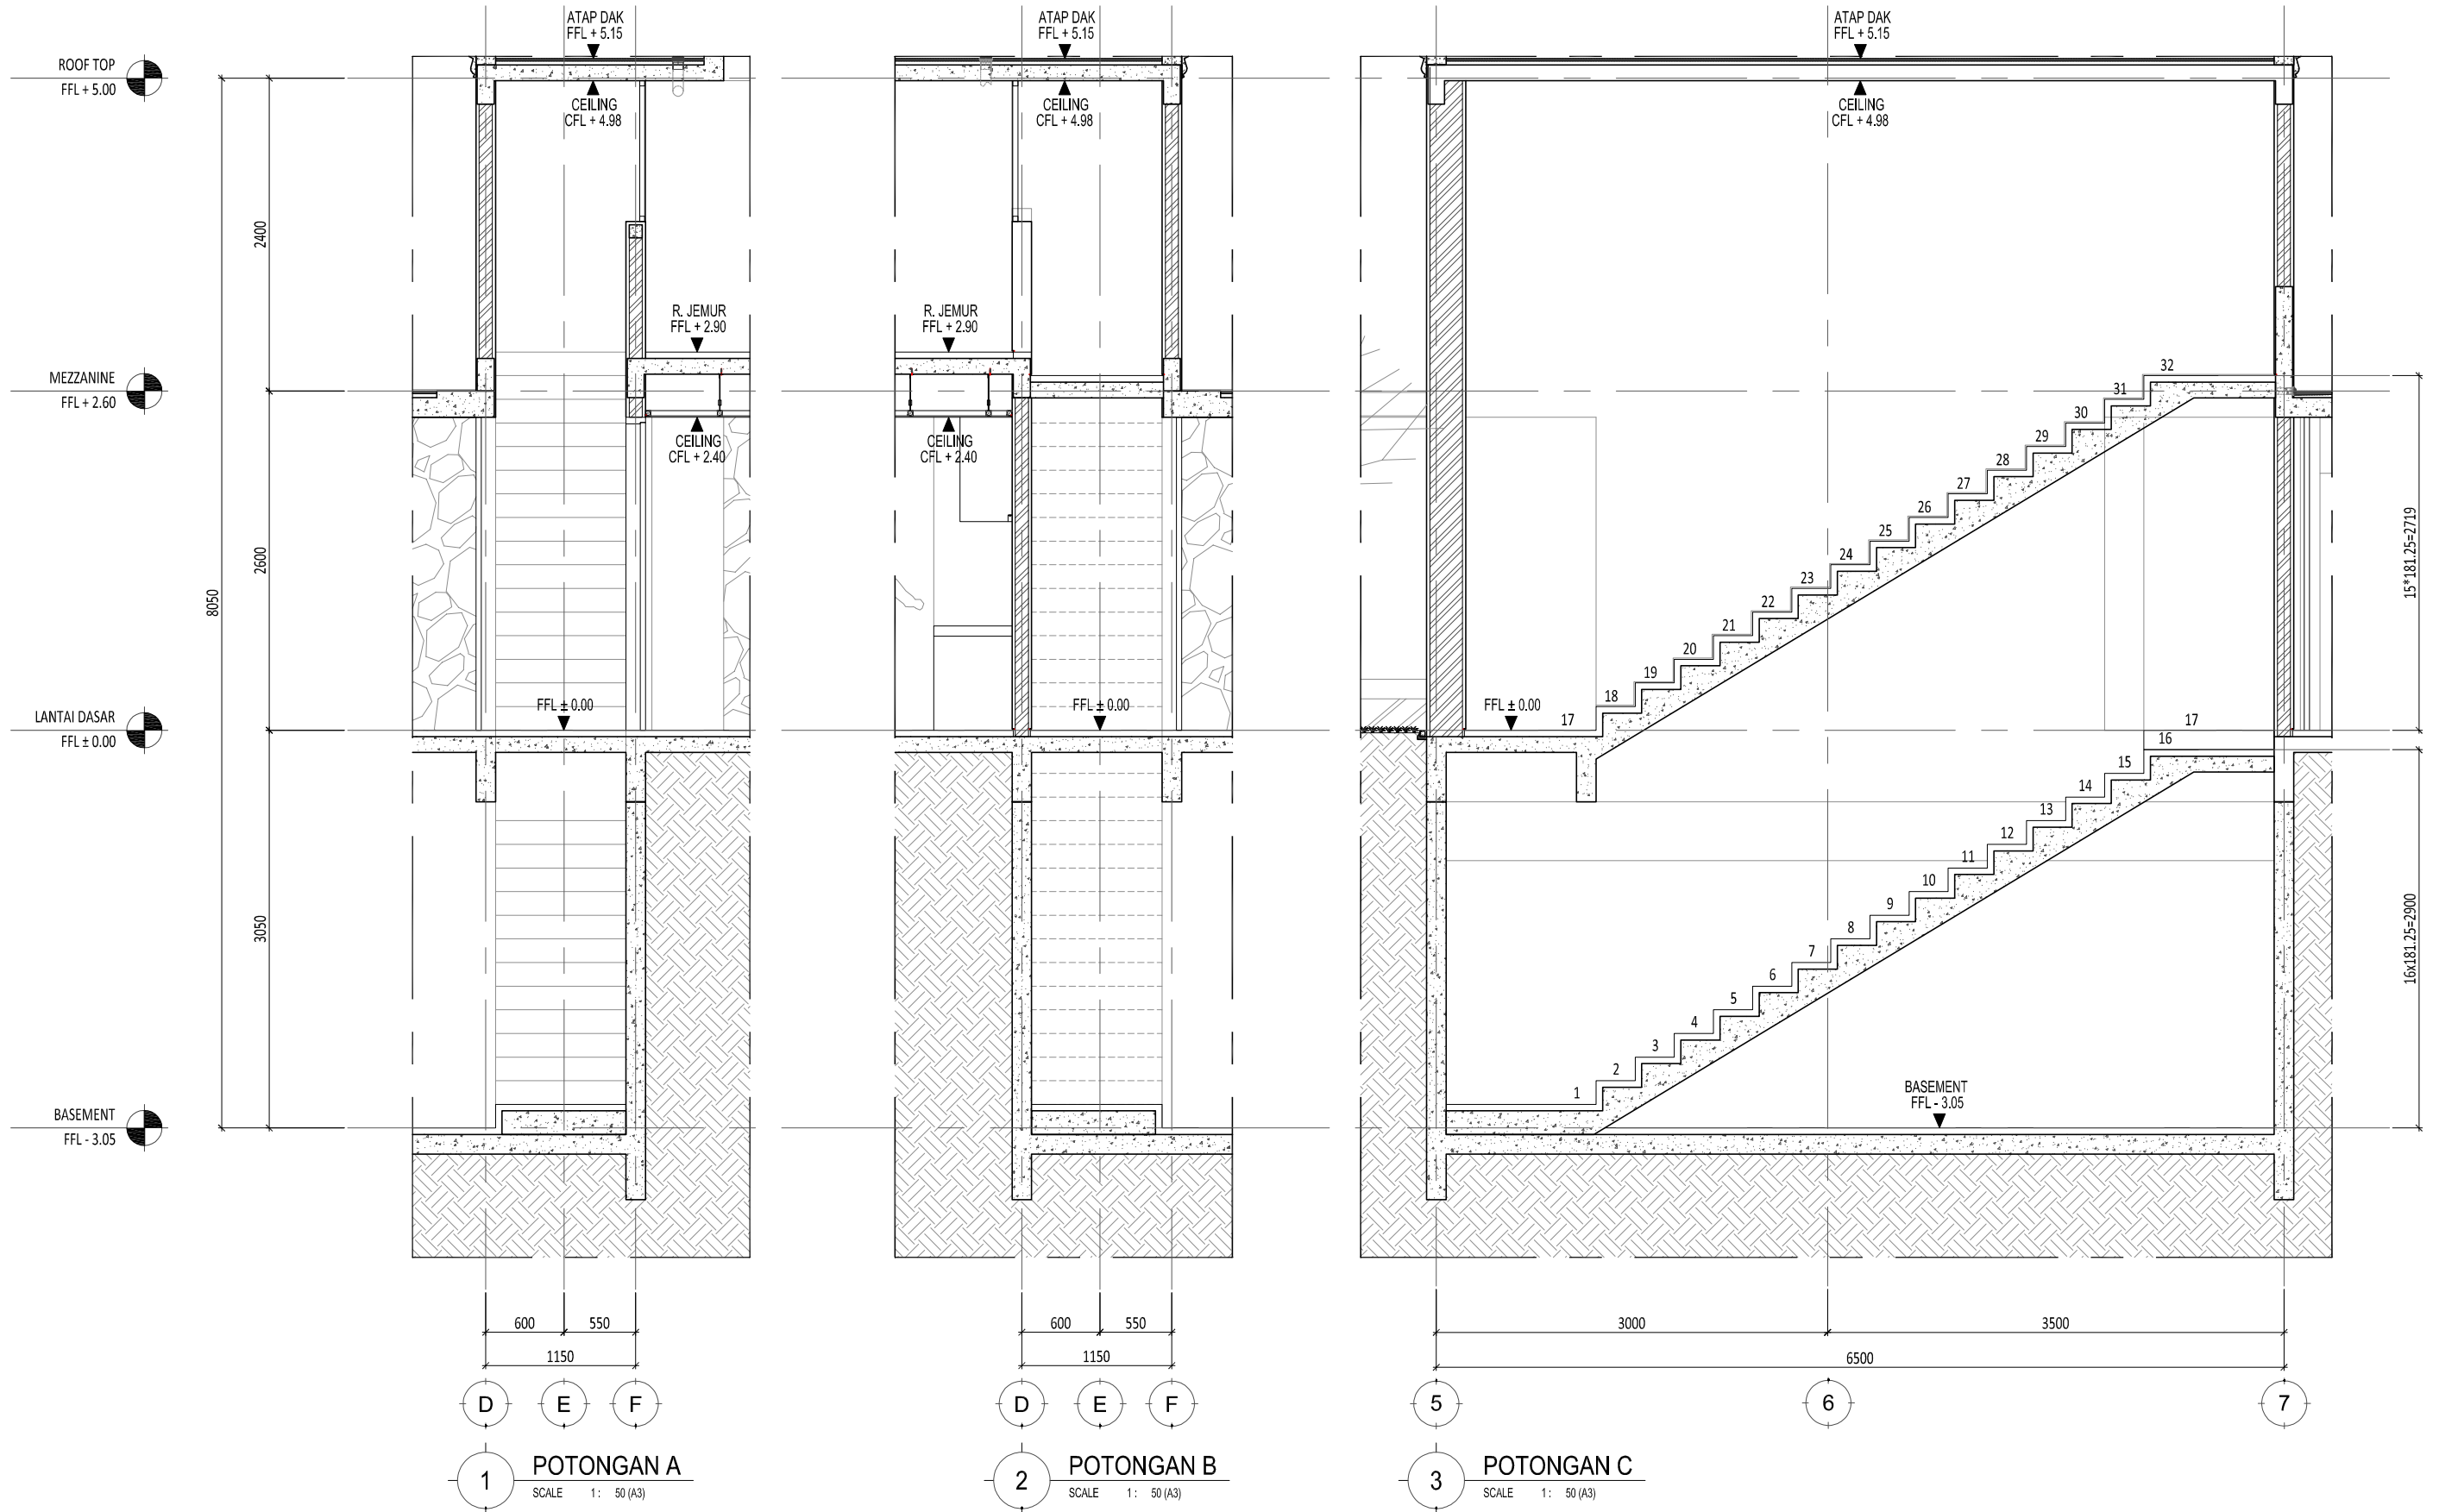 ROOF TOP
FFL + 5.00
MEZZANINE
FFL + 2.60
LANTAI DASAR
FFL ± 0.00
BASEMENT
FFL - 3.05
8050
2400
2600
3050
ATAP DAK
FFL + 5.15
CEILING
CFL + 4.98
R. JEMUR
FFL + 2.90
CEILING
CFL + 2.40
FFL ± 0.00
600
550
1150
D
E
F
1
POTONGAN A
SCALE 1 : 50 (A3)
ATAP DAK
FFL + 5.15
CEILING
CFL + 4.98
R. JEMUR
FFL + 2.90
CEILING
CFL + 2.40
FFL ± 0.00
600
550
1150
D
E
F
2
POTONGAN B
SCALE 1 : 50 (A3)
ATAP DAK
FFL + 5.15
CEILING
CFL + 4.98
32
31
30
29
28
27
26
25
24
23
22
21
20
19
18
17
FFL ± 0.00
17
16
15
14
13
12
11
10
9
8
7
6
5
4
3
2
1
BASEMENT
FFL - 3.05
15*181.25=2719
16x181.25=2900
3000
3500
6500
5
6
7
3
POTONGAN C
SCALE 1 : 50 (A3)